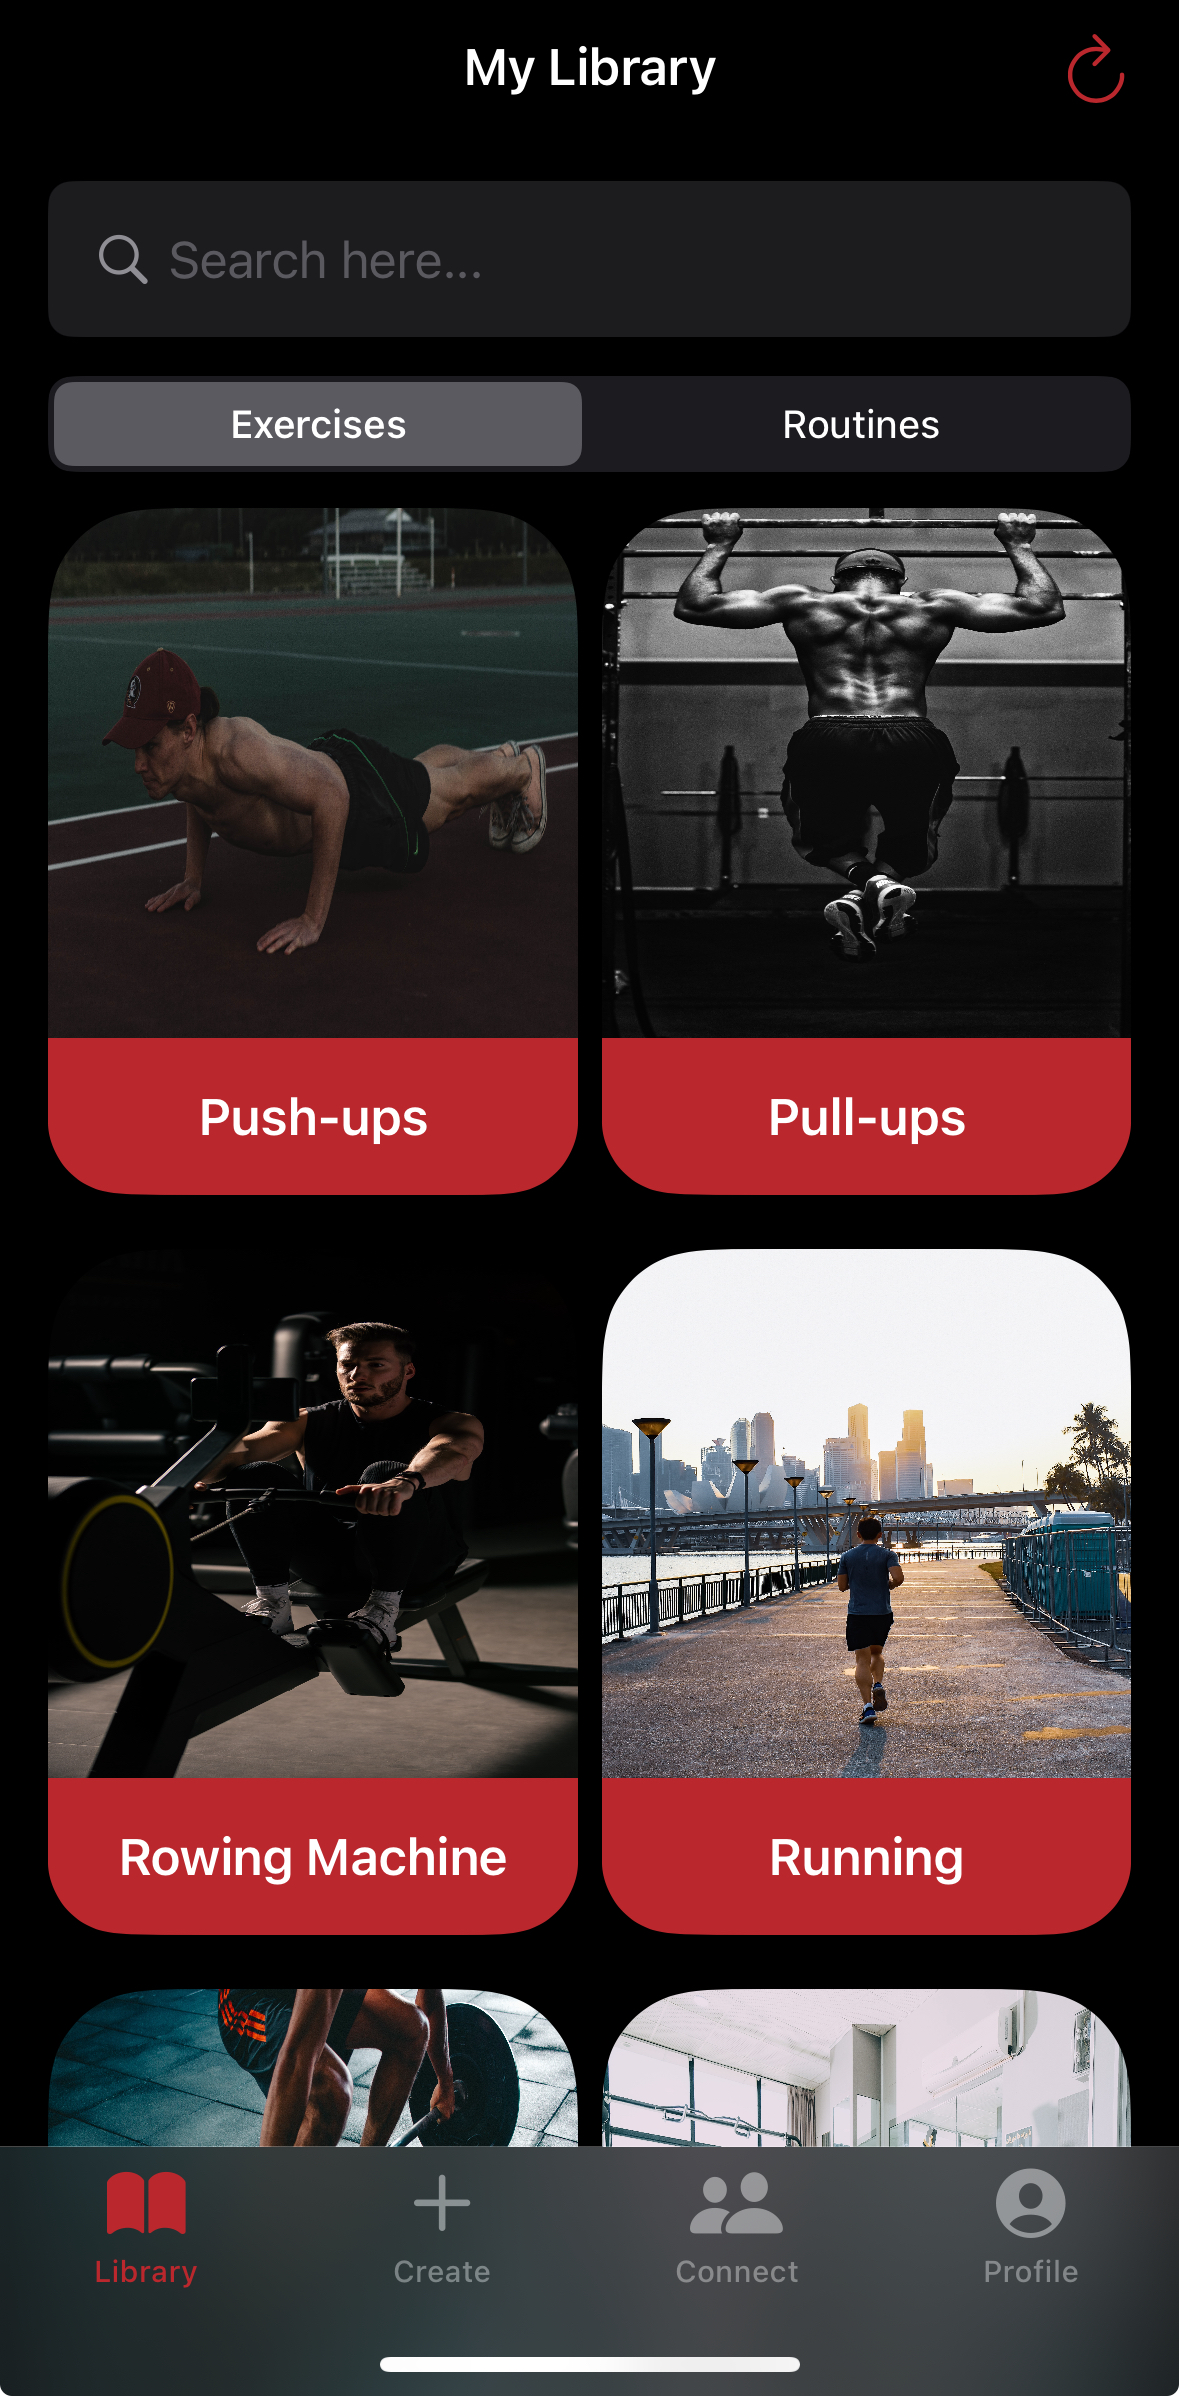 My Library
Search here...
Exercises
Routines
Push-ups
Pull-ups
Rowing Machine
Running
Library
Create
Connect
Profile